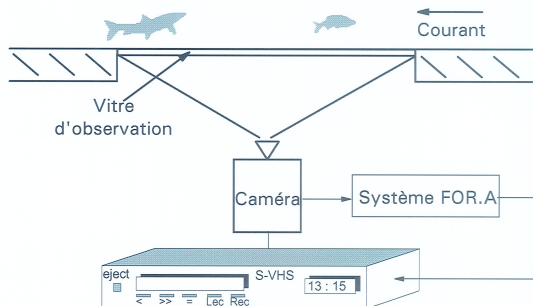 Courant
Vitre
d'observation
Caméra
Système FOR.A
eject
S-VHS
13 : 15
< >> = Lec Rec